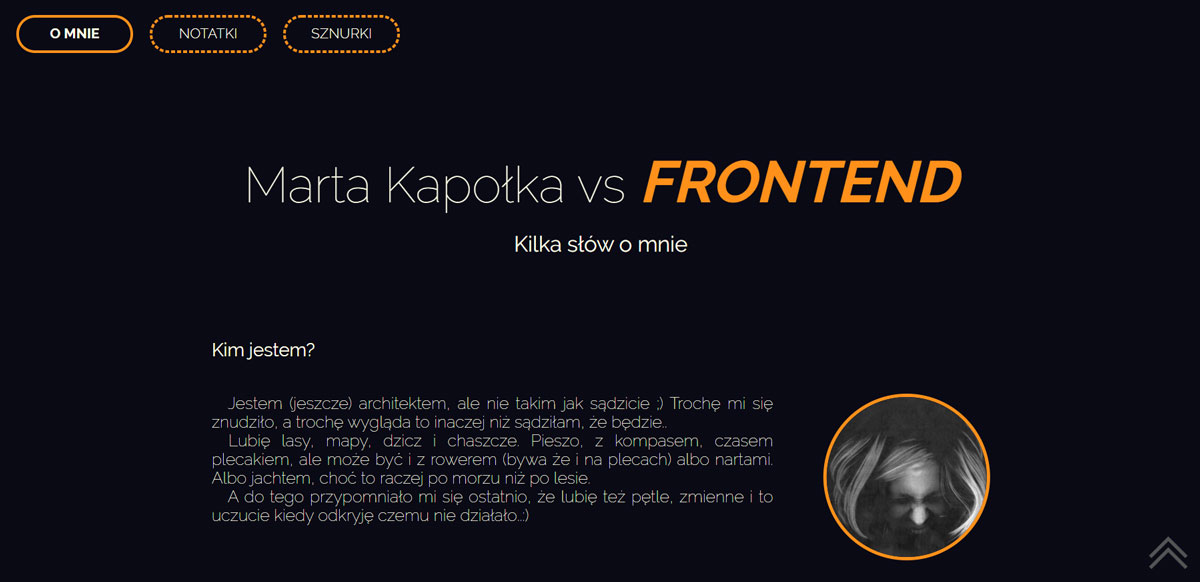 O MNIE
NOTATKI
SZNURKI
Marta Kapołka vs FRONTEND
Kilka słów o mnie
Kim jestem?
Jestem (jeszcze) architektem, ale nie takim jak sądzicie ;) Trochę mi się
znudziło, a trochę wygląda to inaczej niż sądziłam, że będzie..
Lubię lasy, mapy, dzicz i chaszcze. Pieszo, z kompasem, czasem
plecakiem, ale może być i z rowerem (bywa że i na plecach) albo nartami.
Albo jachtem, choć to raczej po morzu niż po lesie.
A do tego przypomniało mi się ostatnio, że lubię też pętle, zmienne i to
uczucie kiedy odkryję czemu nie działało..:)